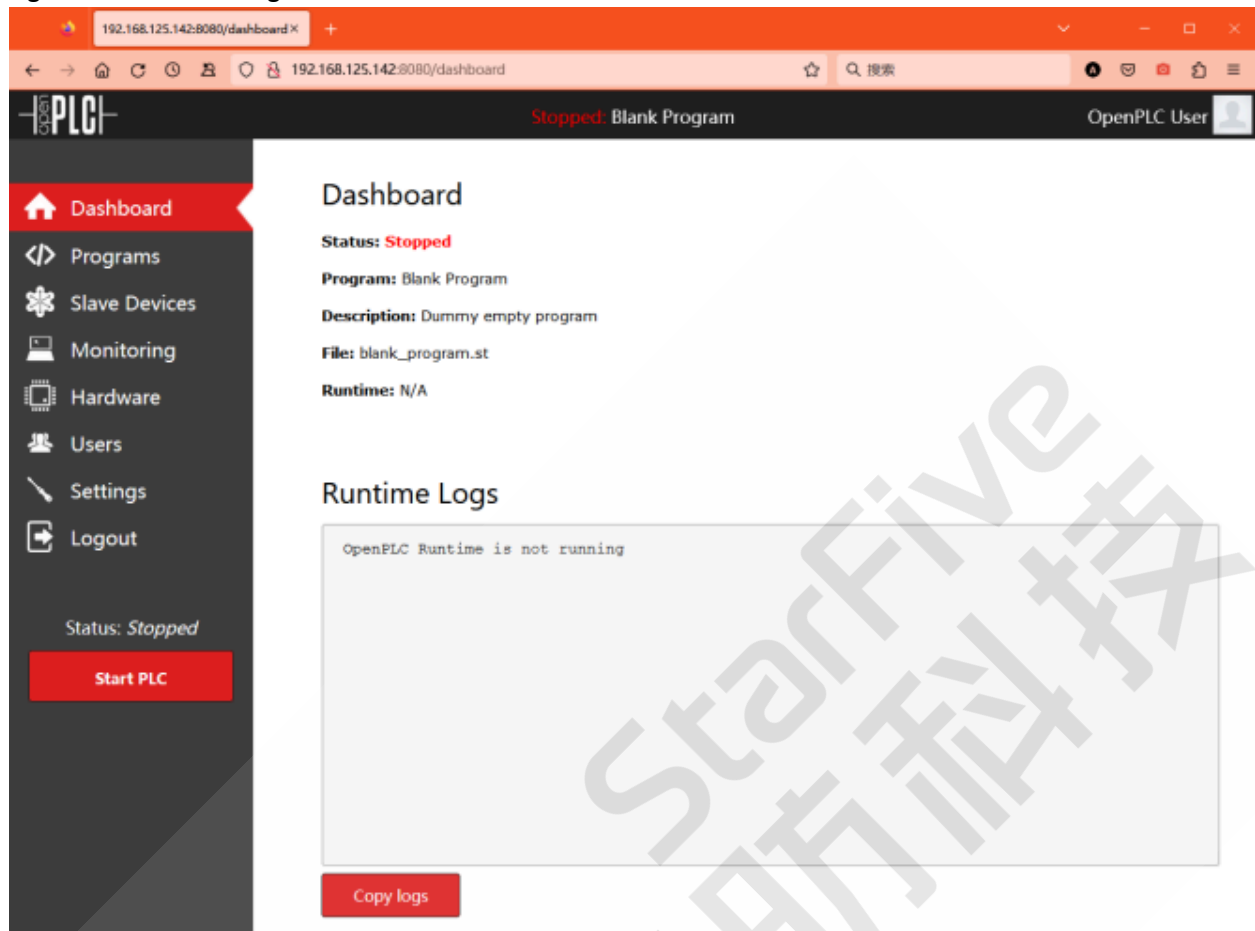 192.168.125.142:8080/dashboard
192.168.125.142:8080/dashboard
搜索
open
PLC
Stopped: Blank Program
OpenPLC User
Dashboard
Programs
Slave Devices
Monitoring
Hardware
Users
Settings
Logout
Status: Stopped
Start PLC
Dashboard
Status: Stopped
Program: Blank Program
Description: Dummy empty program
File: blank_program.st
Runtime: N/A
Runtime Logs
OpenPLC Runtime is not running
Copy logs
StarFive
昉科技